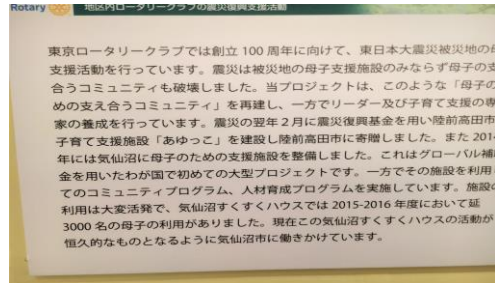 Rotary 地区内ロータリークラブの震災復興支援活動
東京ロータリークラブでは創立 100 周年に向けて、東日本大震災被災地の
支援活動を行っています。震災は被災地の母子支援施設のみならず母子の支
合うコミュニティも破壊しました。当プロジェクトは、このような「母子の
めの支え合うコミュニティ」を再建し、一方でリーダー及び子育て支援の専
家の養成を行っています。震災の翌年 2 月に震災復興基金を用い陸前高田市
子育て支援施設「あゆっこ」を建設し陸前高田市に寄贈しました。また 201
年には気仙沼に母子のための支援施設を整備しました。これはグローバル補
金を用いたわが国で初めての大型プロジェクトです。一方でその施設を利用
てのコミュニティプログラム、人材育成プログラムを実施しています。施設
利用は大変活発で、気仙沼すくすくハウスでは 2015-2016 年度において延
3000 名の母子の利用がありました。現在この気仙沼すくすくハウスの活動が
恒久的なものとなるように気仙沼市に働きかけています。